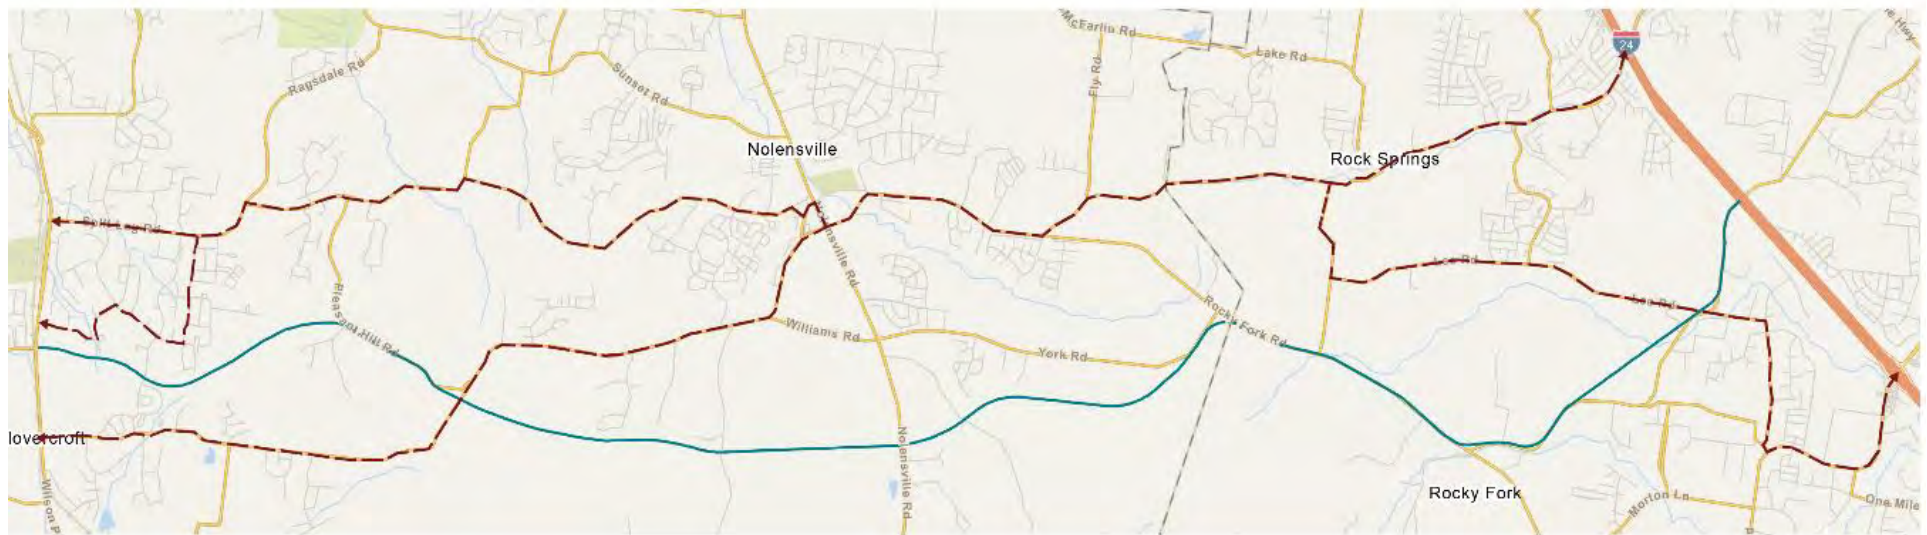 McFarlin Rd
Lake Rd
24
Ragsdale Rd
Sunset Rd
Fly Rd
Nolensville
Rock Springs
Split Log Rd
Nolensville Rd
Lee Rd
Pleasant Hill Rd
Lee Rd
Rocky Fork Rd
Williams Rd
York Rd
lovercroft
Nolensville Rd
Wilson P
Rocky Fork
Morton Ln
One Mile